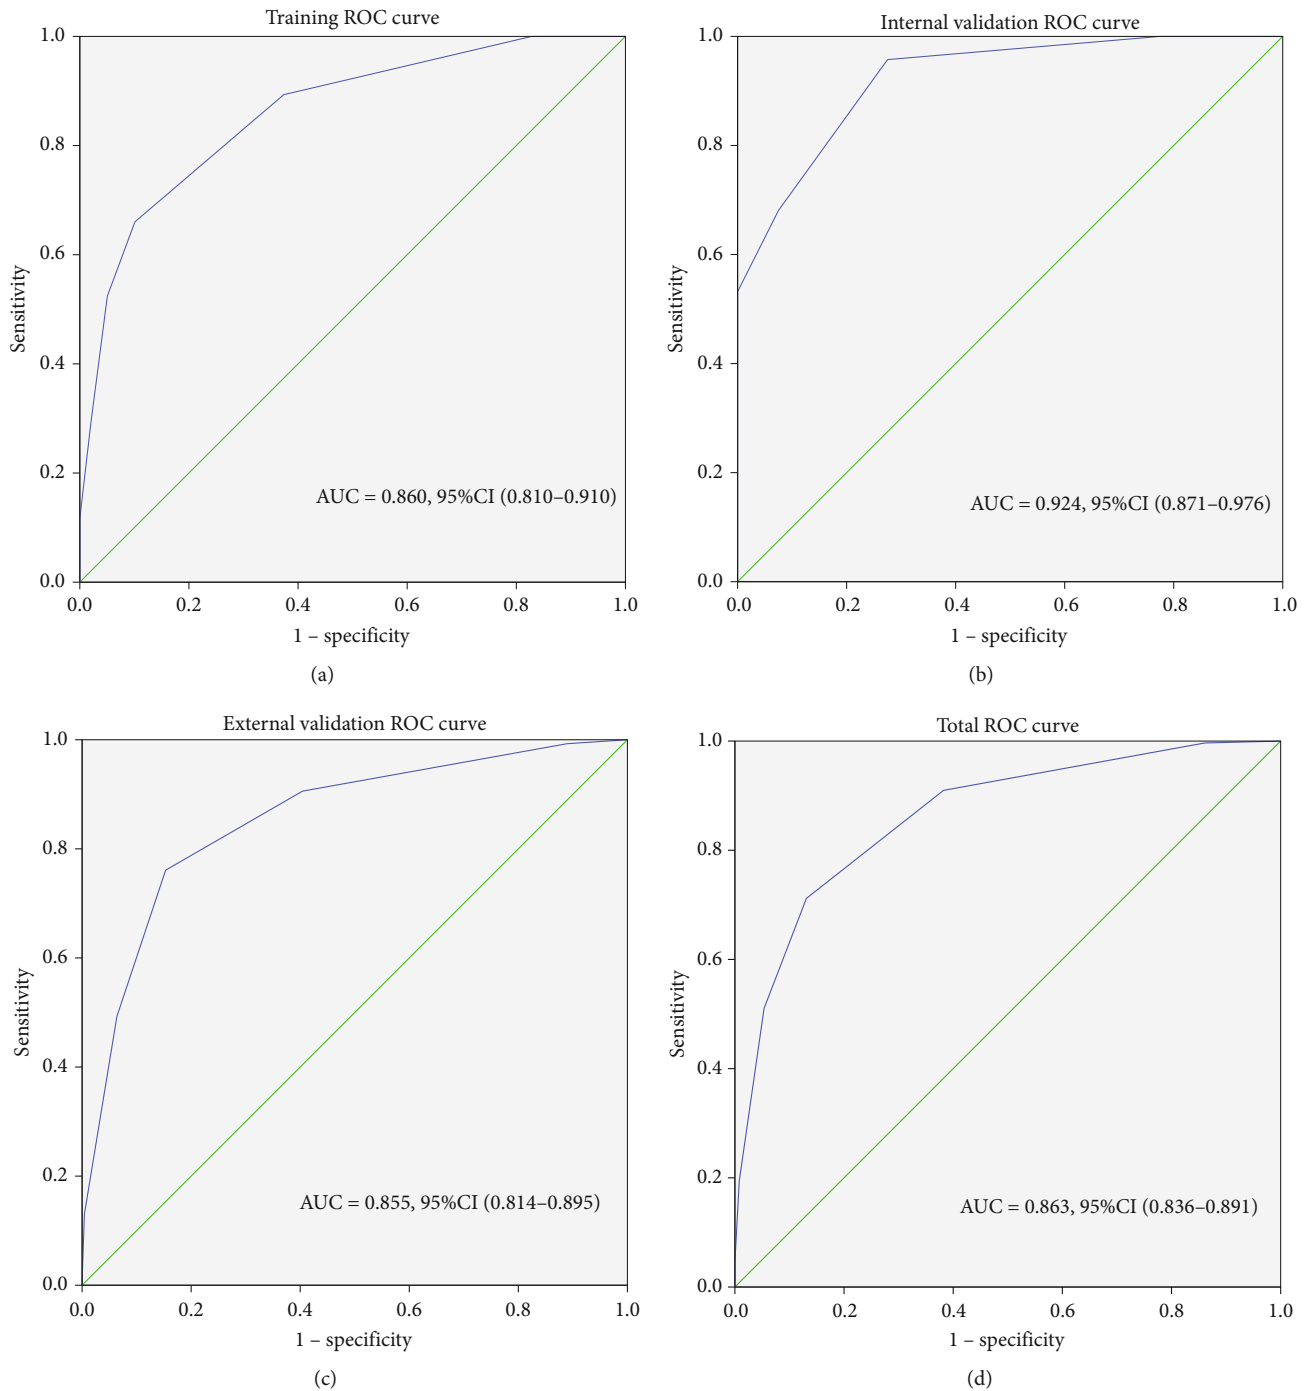 Training ROC curve
1.0
0.8
0.6
0.4
0.2
0.0
Sensitivity
AUC = 0.860, 95%CI (0.810–0.910)
0.0 0.2 0.4 0.6 0.8 1.0
1 – specificity
(a)
Internal validation ROC curve
1.0
0.8
0.6
0.4
0.2
0.0
Sensitivity
AUC = 0.924, 95%CI (0.871–0.976)
0.0 0.2 0.4 0.6 0.8 1.0
1 – specificity
(b)
External validation ROC curve
1.0
0.8
0.6
0.4
0.2
0.0
Sensitivity
AUC = 0.855, 95%CI (0.814–0.895)
0.0 0.2 0.4 0.6 0.8 1.0
1 – specificity
(c)
Total ROC curve
1.0
0.8
0.6
0.4
0.2
0.0
Sensitivity
AUC = 0.863, 95%CI (0.836–0.891)
0.0 0.2 0.4 0.6 0.8 1.0
1 – specificity
(d)